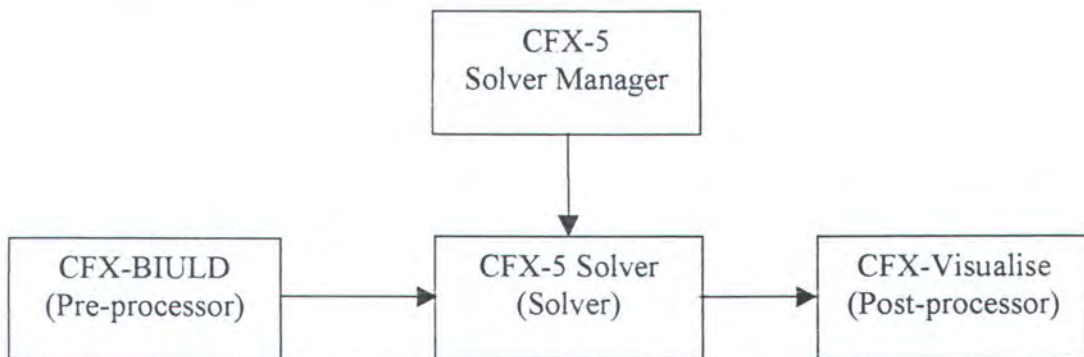 CFX-5
Solver Manager
CFX-BIULD
(Pre-processor)
CFX-5 Solver
(Solver)
CFX-Visualise
(Post-processor)